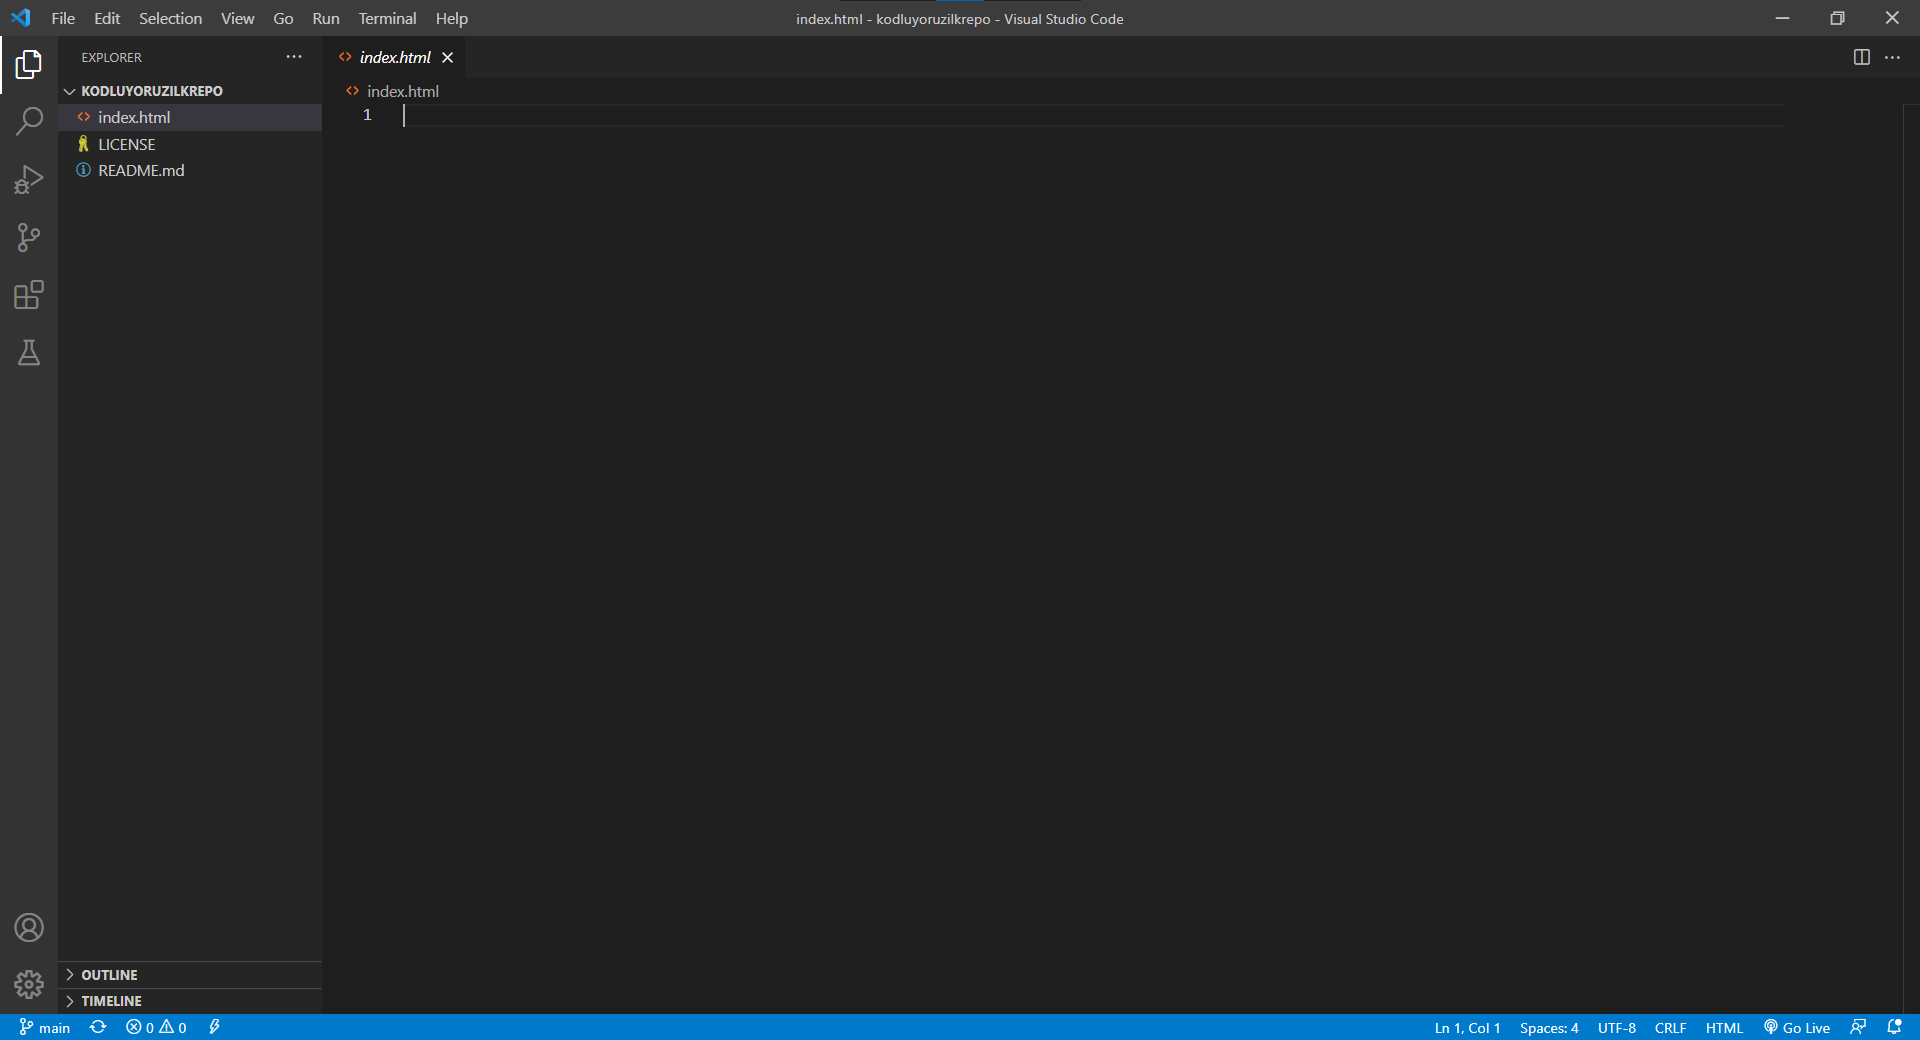 File Edit Selection View Go Run Terminal Help
index.html - kodluyoruzilkrepo - Visual Studio Code
EXPLORER
KODLUYORUZILKREPO
index.html
LICENSE
README.md
index.html
index.html
1
OUTLINE
TIMELINE
main 0 0 Ln 1, Col 1 Spaces: 4 UTF-8 CRLF HTML Go Live